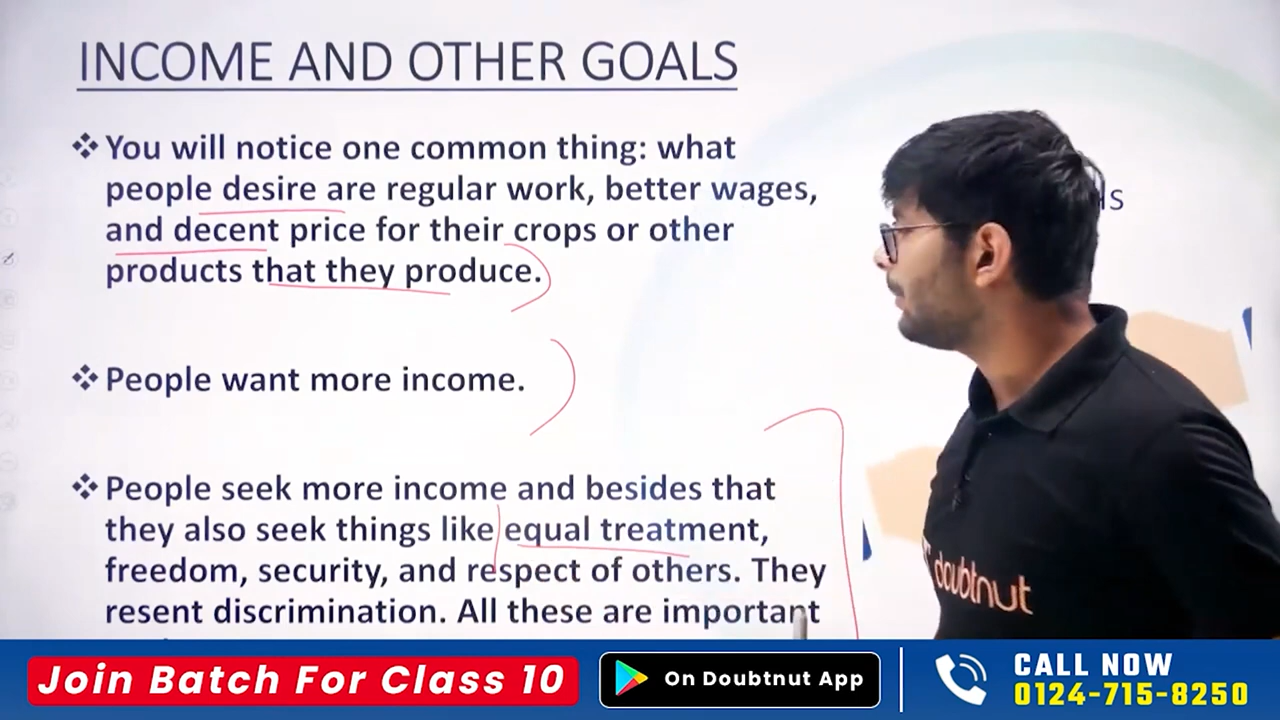 INCOME AND OTHER GOALS
❖ You will notice one common thing: what
people desire are regular work, better wages,
and decent price for their crops or other
products that they produce.
❖ People want more income.
❖ People seek more income and besides that
they also seek things like equal treatment,
freedom, security, and respect of others. They
resent discrimination. All these are important
doubtnut
Join Batch For Class 10
On Doubtnut App
CALL NOW
0124-715-8250